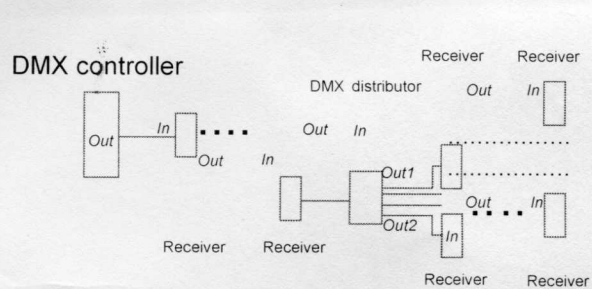 Receiver Receiver
DMX controller
DMX distributor
Out In
Out In Out In
Out In
Out1
Out In
Out2 In
Receiver Receiver
Receiver Receiver